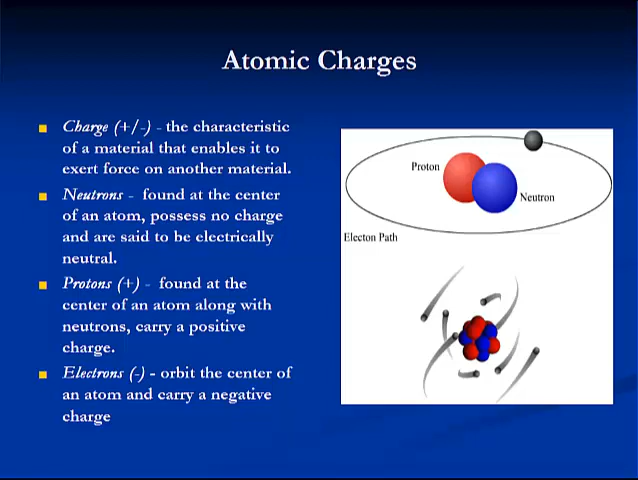 Atomic Charges
Charge (+/-) - the characteristic
of a material that enables it to
exert force on another material.
Neutrons - found at the center
of an atom, possess no charge
and are said to be electrically
neutral.
Protons (+) - found at the
center of an atom along with
neutrons, carry a positive
charge.
Electrons (-) - orbit the center of
an atom and carry a negative
charge
Proton
Neutron
Electon Path